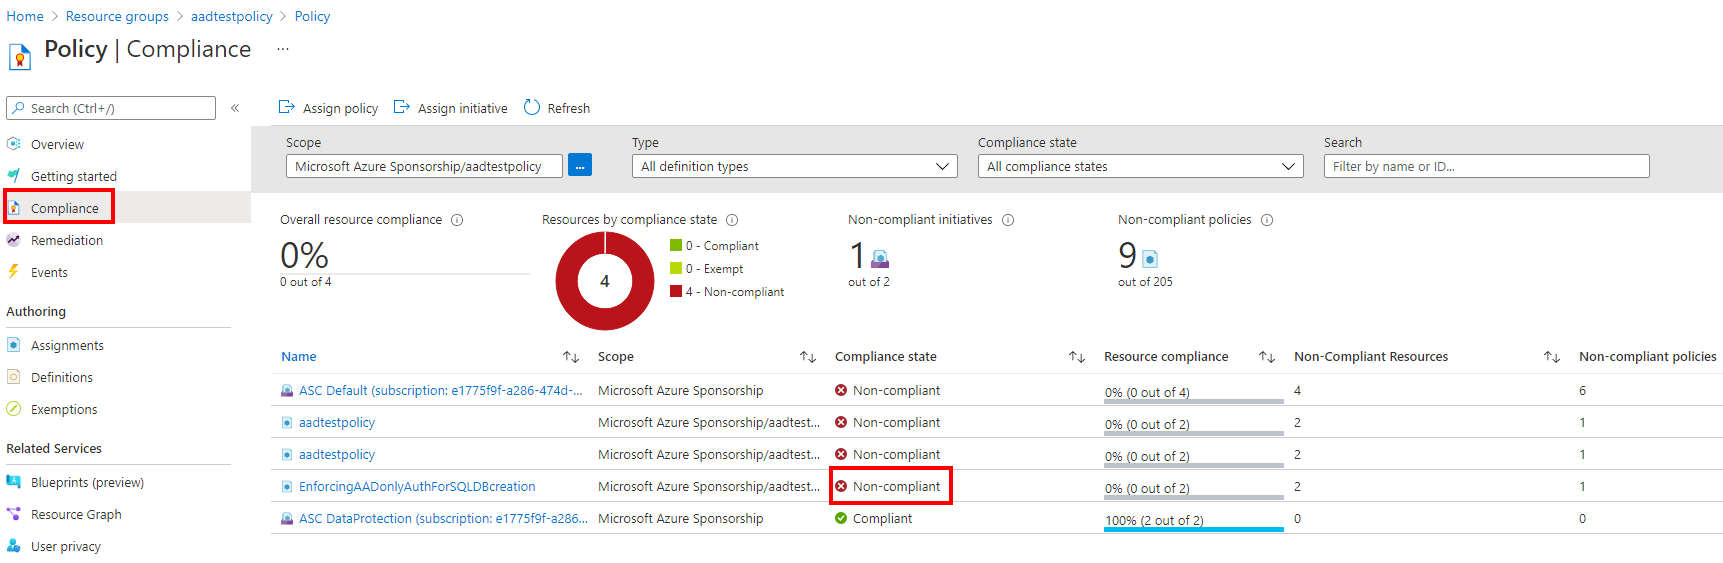 Home > Resource groups > aadtestpolicy > Policy
Policy | Compliance ...
Search (Ctrl+/) «
Overview
Getting started
Compliance
Remediation
Events
Authoring
Assignments
Definitions
Exemptions
Related Services
Blueprints (preview)
Resource Graph
User privacy
Assign policy Assign initiative Refresh
Scope Type Compliance state Search
Microsoft Azure Sponsorship/aadtestpolicy ... All definition types All compliance states Filter by name or ID...
Overall resource compliance Resources by compliance state Non-compliant initiatives Non-compliant policies
0%
0 out of 4
4
0 - Compliant
0 - Exempt
4 - Non-compliant
1
out of 2
9
out of 205
Name Scope Compliance state Resource compliance Non-Compliant Resources Non-compliant policies
ASC Default (subscription: e1775f9f-a286-474d-... Microsoft Azure Sponsorship Non-compliant 0% (0 out of 4) 4 6
aadtestpolicy Microsoft Azure Sponsorship/aadtest... Non-compliant 0% (0 out of 2) 2 1
aadtestpolicy Microsoft Azure Sponsorship/aadtest... Non-compliant 0% (0 out of 2) 2 1
EnforcingAADonlyAuthForSQLDBcreation Microsoft Azure Sponsorship/aadtest... Non-compliant 0% (0 out of 2) 2 1
ASC DataProtection (subscription: e1775f9f-a286... Microsoft Azure Sponsorship Compliant 100% (2 out of 2) 0 0